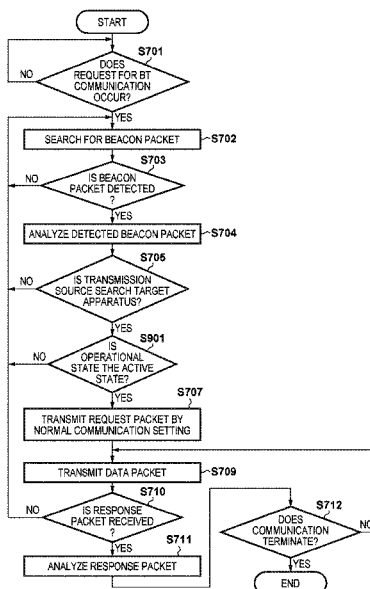 START
S701
DOES
REQUEST FOR BT
COMMUNICATION
OCCUR?
NO
YES
SEARCH FOR BEACON PACKET
S702
S703
IS BEACON
PACKET DETECTED
?
NO
YES
ANALYZE DETECTED BEACON PACKET
S704
S705
IS TRANSMISSION
SOURCE SEARCH TARGET
APPARATUS?
NO
YES
S901
IS
OPERATIONAL
STATE THE ACTIVE
STATE?
NO
YES
S707
TRANSMIT REQUEST PACKET BY
NORMAL COMMUNICATION SETTING
S709
TRANSMIT DATA PACKET
S710
IS RESPONSE
PACKET RECEIVED
?
NO
YES
S711
ANALYZE RESPONSE PACKET
S712
DOES
COMMUNICATION
TERMINATE?
NO
YES
END